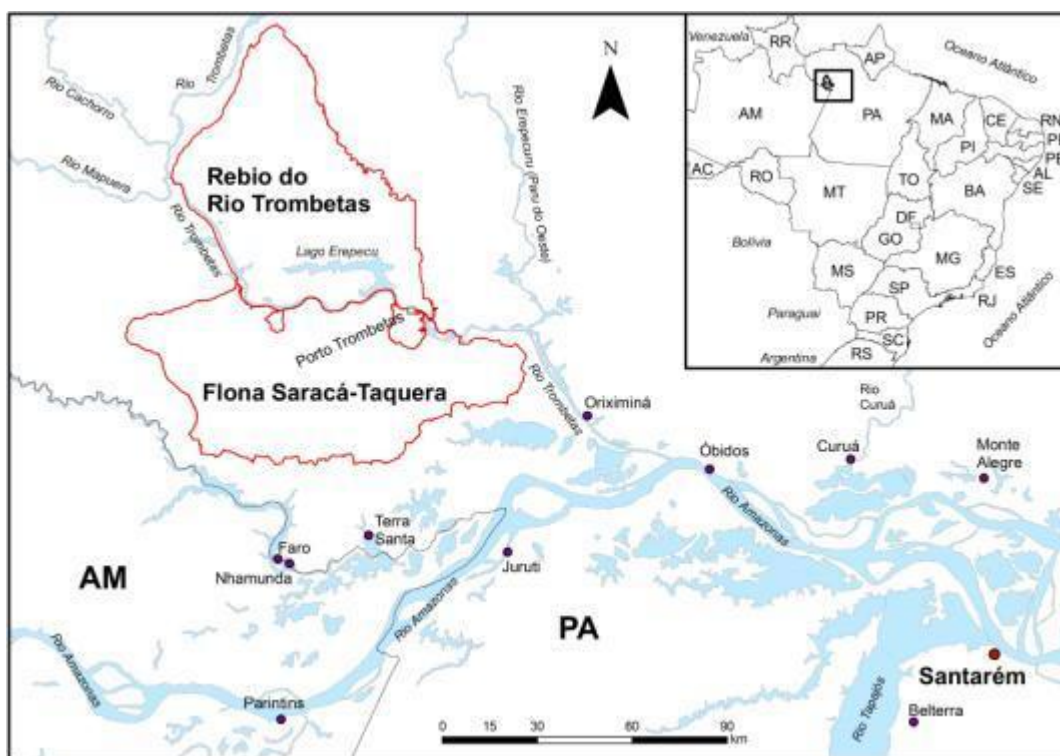 Rio
Trombetas
Rio Cachorro
Rio Mapuera
Rio Trombetas
Rebio do
Rio Trombetas
Lago Erepecu
Porto Trombetas
Flona Saracá-Taquera
Rio Erepecuru (Paru do Oeste)
N
Rio Trombetas
Oriximiná
Óbidos
Rio
Curuá
Curuá
Monte
Alegre
Rio Amazonas
Terra
Santa
Faro
Nhamunda
Juruti
Rio Amazonas
AM
PA
Rio Amazonas
Parintins
Santarém
Rio Tapajós
Belterra
0 15 30 60 90
km
Venezuela
RR
AP
Oceano Atlântico
AM
PA
MA
CE
RN
PI
PB
PE
AL
SE
AC
RO
MT
TO
BA
Bolívia
DF
GO
MG
MS
ES
SP
RJ
Paraguai
PR
SC
Argentina
RS
Oceano Atlântico